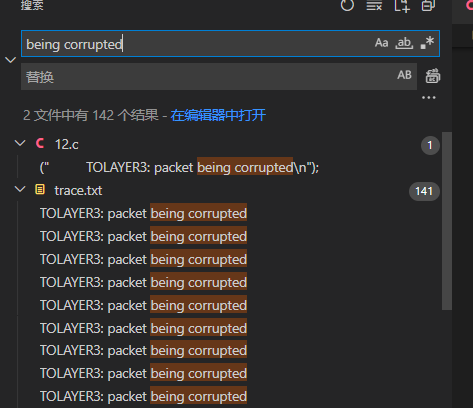 搜索
being corrupted
Aa ab, .*
替换
AB
...
2 文件中有 142 个结果 - 在编辑器中打开
C 12.c 1
("        TOLAYER3: packet being corrupted\n");
trace.txt 141
TOLAYER3: packet being corrupted
TOLAYER3: packet being corrupted
TOLAYER3: packet being corrupted
TOLAYER3: packet being corrupted
TOLAYER3: packet being corrupted
TOLAYER3: packet being corrupted
TOLAYER3: packet being corrupted
TOLAYER3: packet being corrupted
TOLAYER3: packet being corrupted